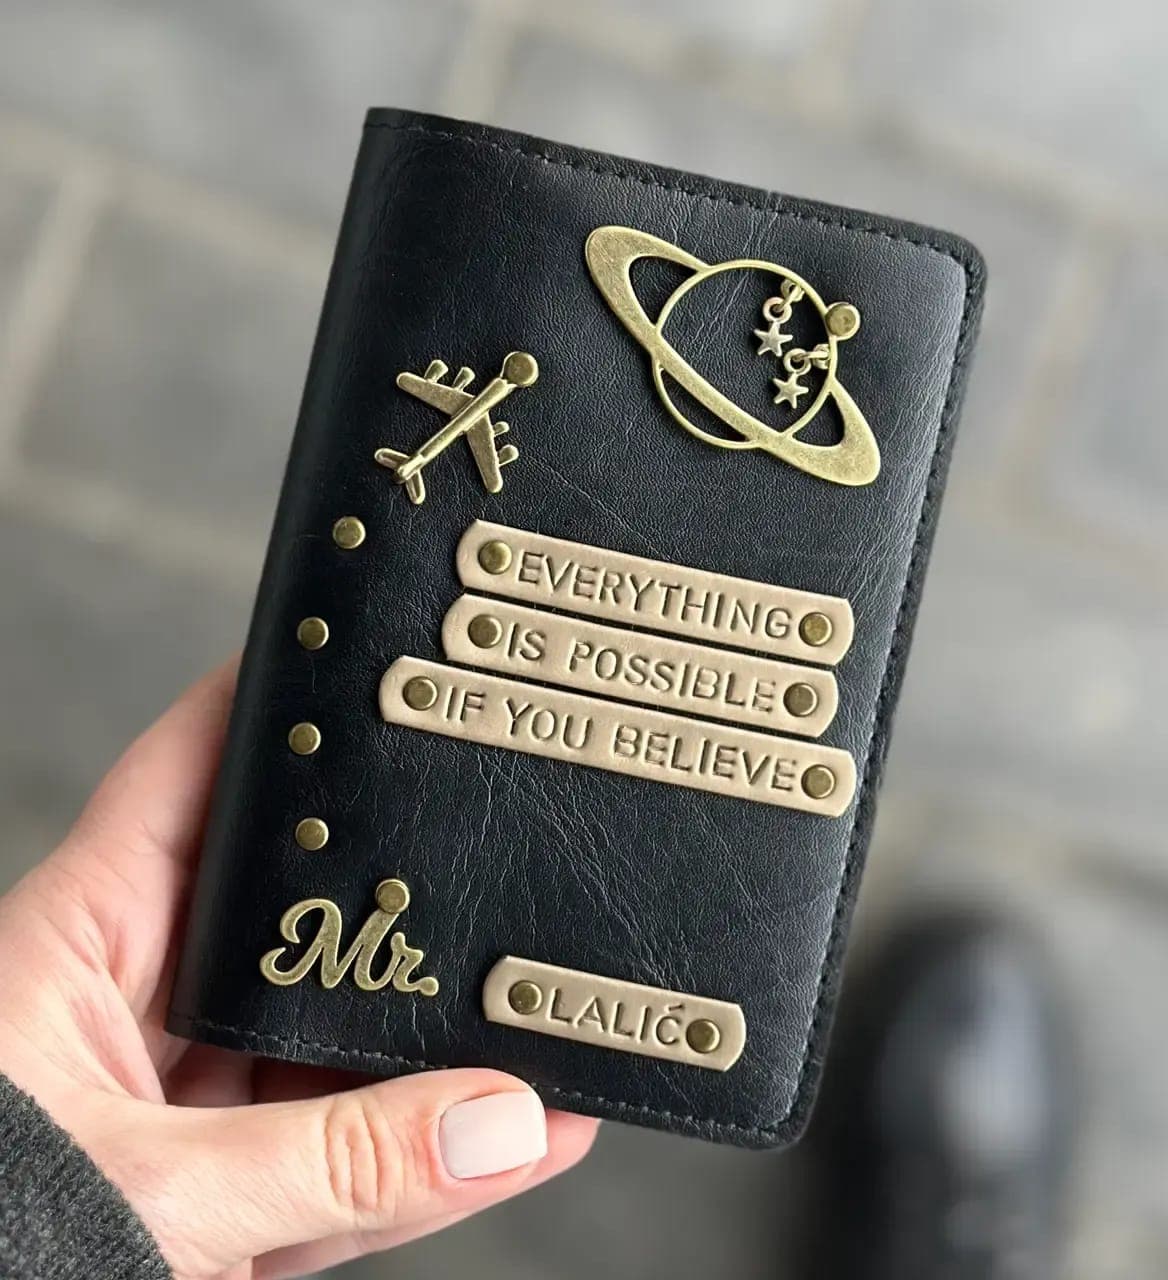 EVERYTHING
IS POSSIBLE
IF YOU BELIEVE
Mr.
LALIĆ